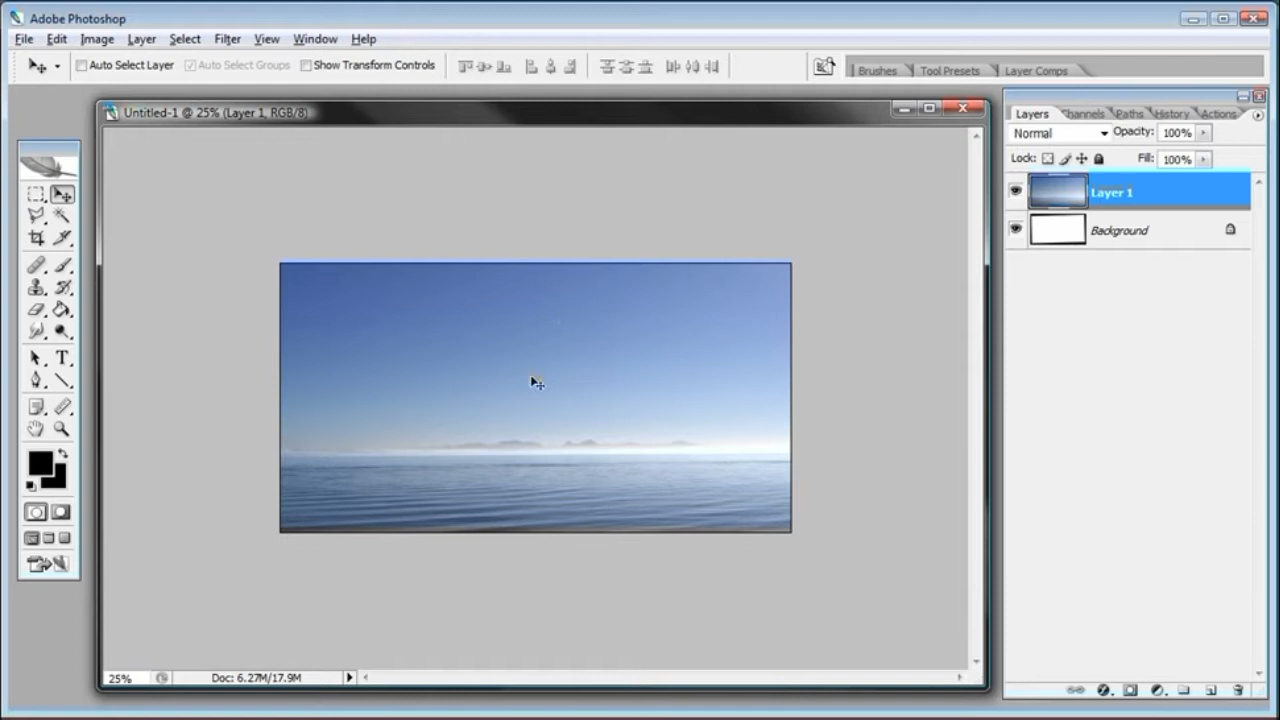 Adobe Photoshop
File Edit Image Layer Select Filter View Window Help
Auto Select Layer Auto Select Groups Show Transform Controls Brushes Tool Presets Layer Comps
Untitled-1 @ 25% (Layer 1, RGB/8)
Layers Channels Paths History Actions
Normal Opacity: 100%
Lock: Fill: 100%
Layer 1
Background
T
25% Doc: 6.27M/17.9M